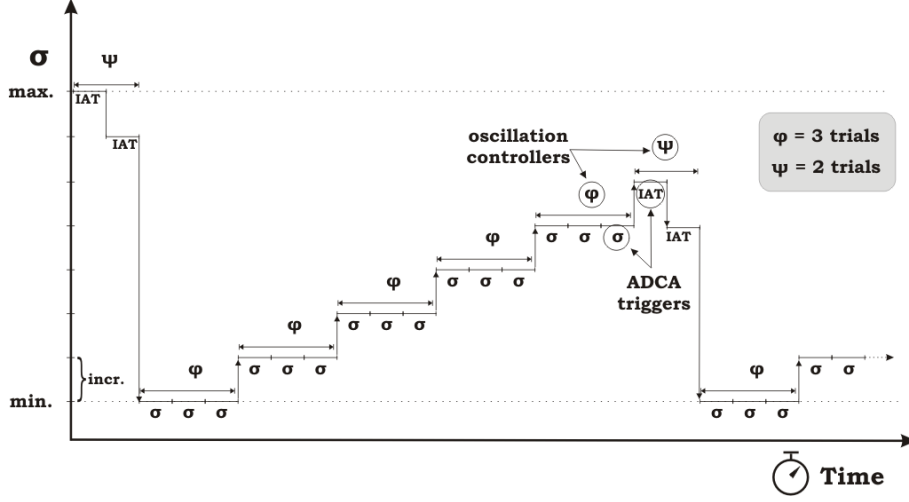 σ
ψ
max.
IAT
IAT
oscillation
controllers
ψ
φ = 3 trials
ψ = 2 trials
φ
IAT
φ
σ σ σ
IAT
φ
σ σ σ
ADCA
triggers
φ
σ σ σ
φ
σ σ σ
φ
σ σ σ
incr.
φ
σ σ
min.
σ σ σ
σ σ σ
Time